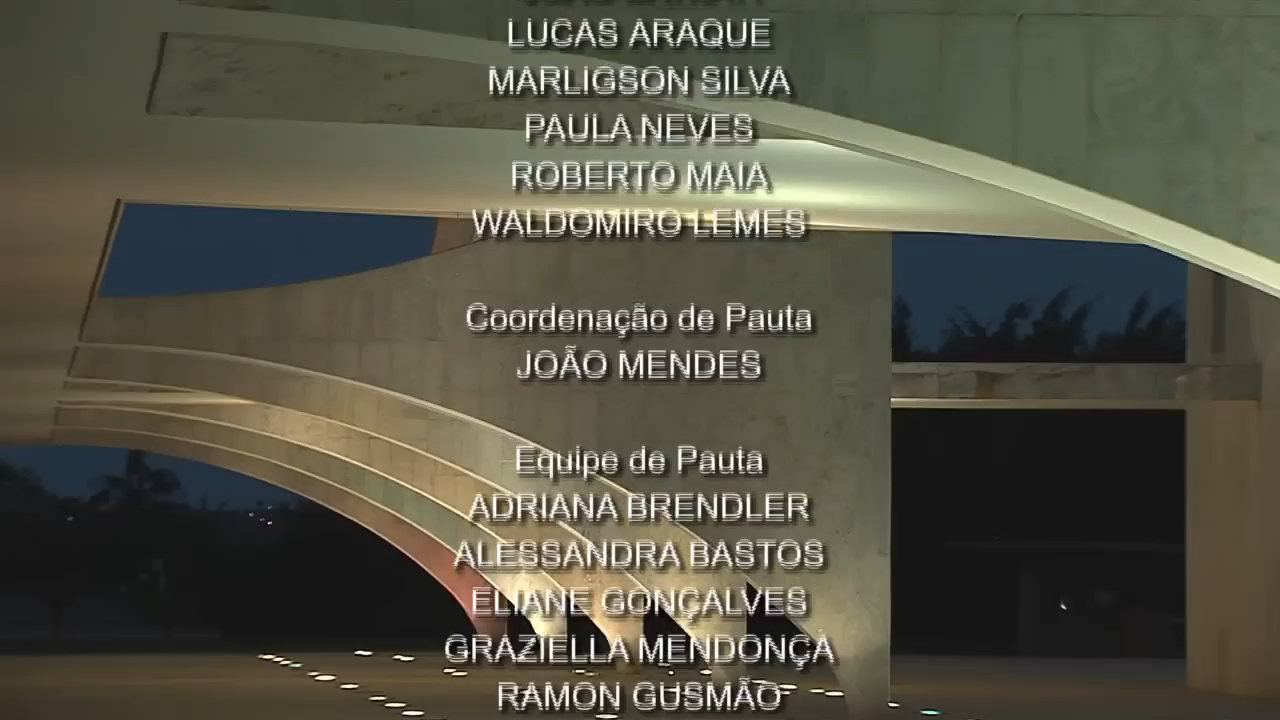 LUCAS ARAQUE
MARLIGSON SILVA
PAULA NEVES
ROBERTO MAIA
WALDOMIRO LEMES
Coordenação de Pauta
JOÃO MENDES
Equipe de Pauta
ADRIANA BRENDLER
ALESSANDRA BASTOS
ELIANE GONÇALVES
GRAZIELLA MENDONÇA
RAMON GUSMÃO